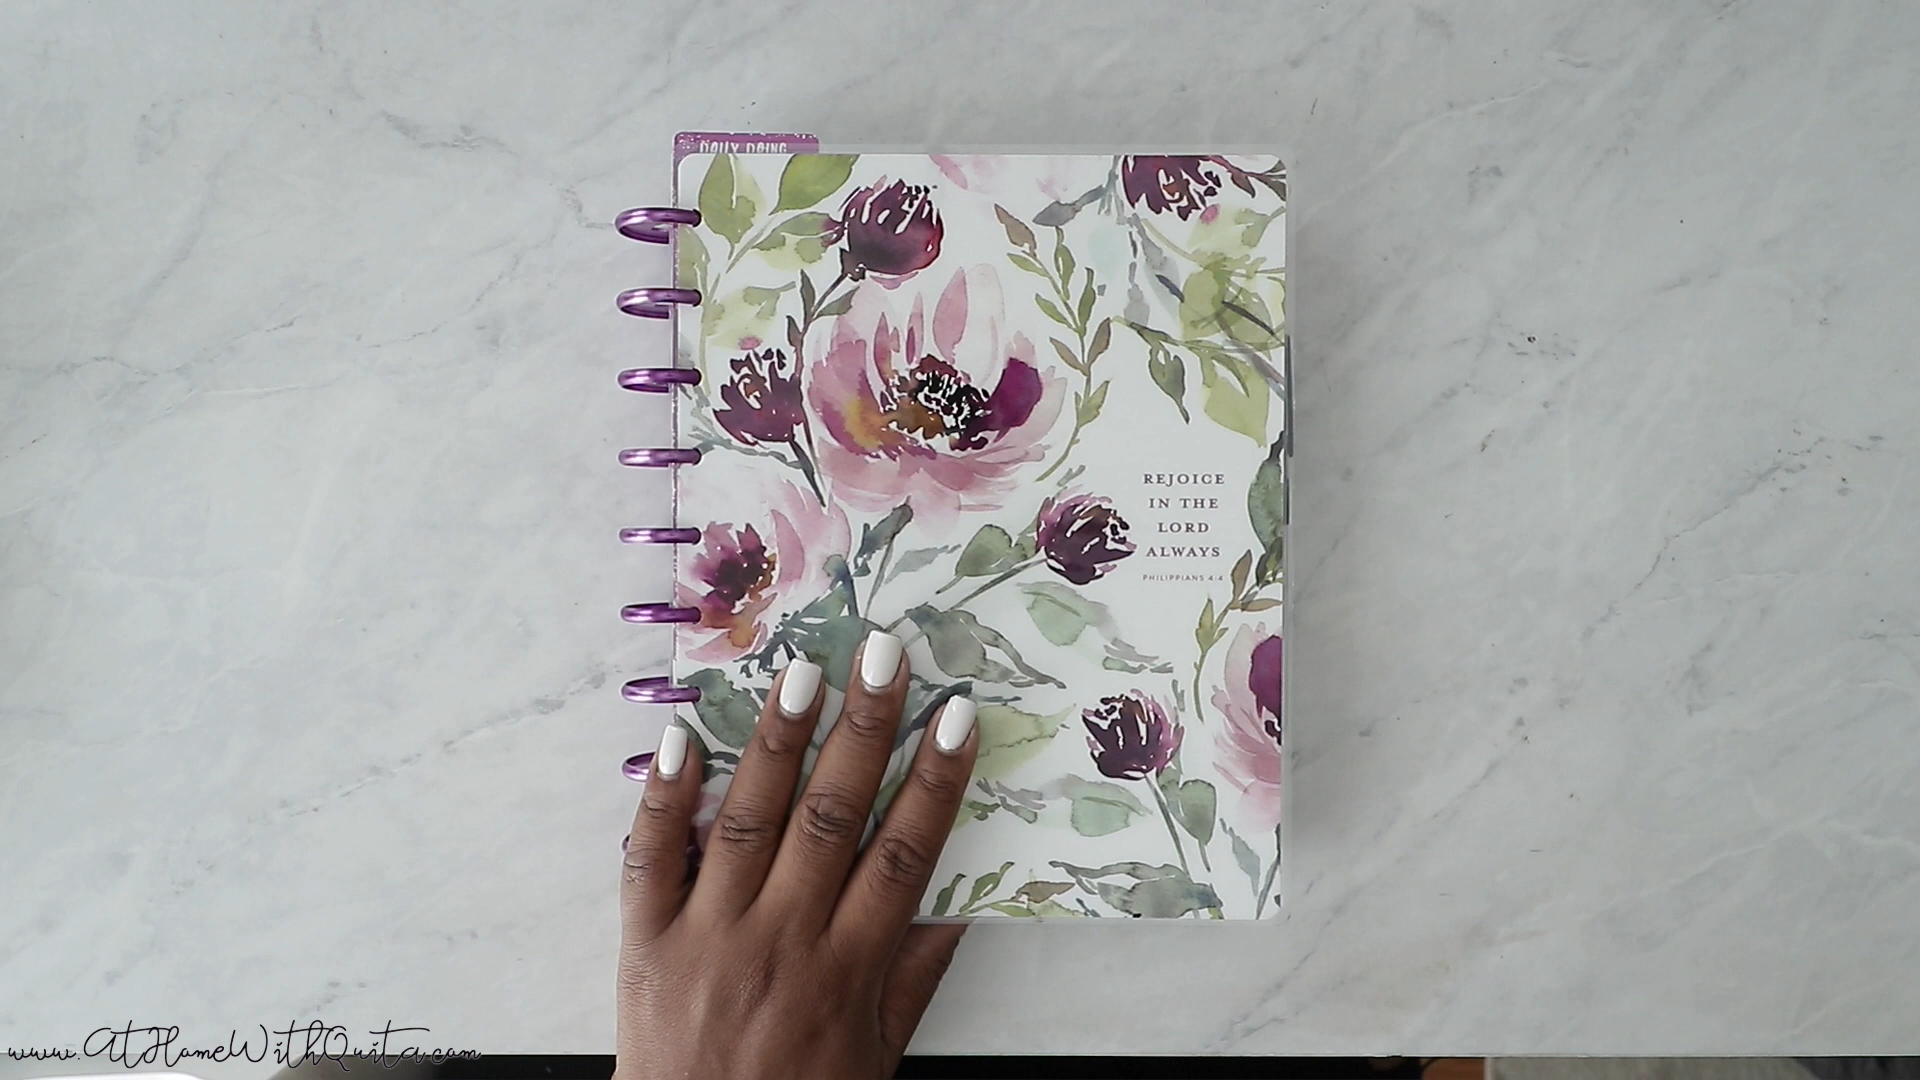 DAILY DOING
REJOICE
IN THE
LORD
ALWAYS
PHILIPPIANS 4:4
www.AtHomeWithQuita.com